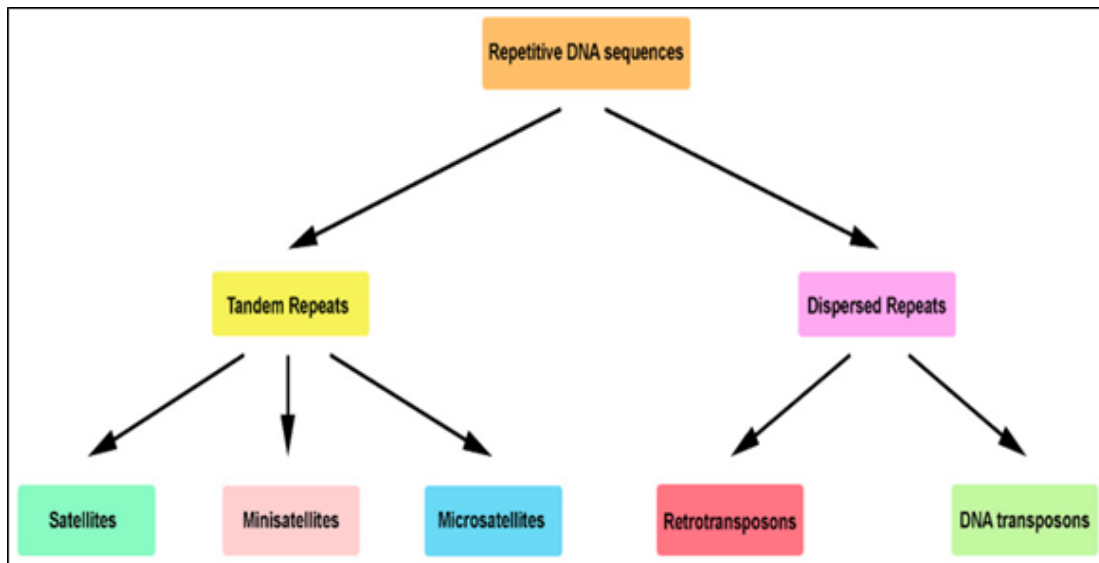 Repetitive DNA sequences
Tandem Repeats
Dispersed Repeats
Satellites
Minisatellites
Microsatellites
Retrotransposons
DNA transposons